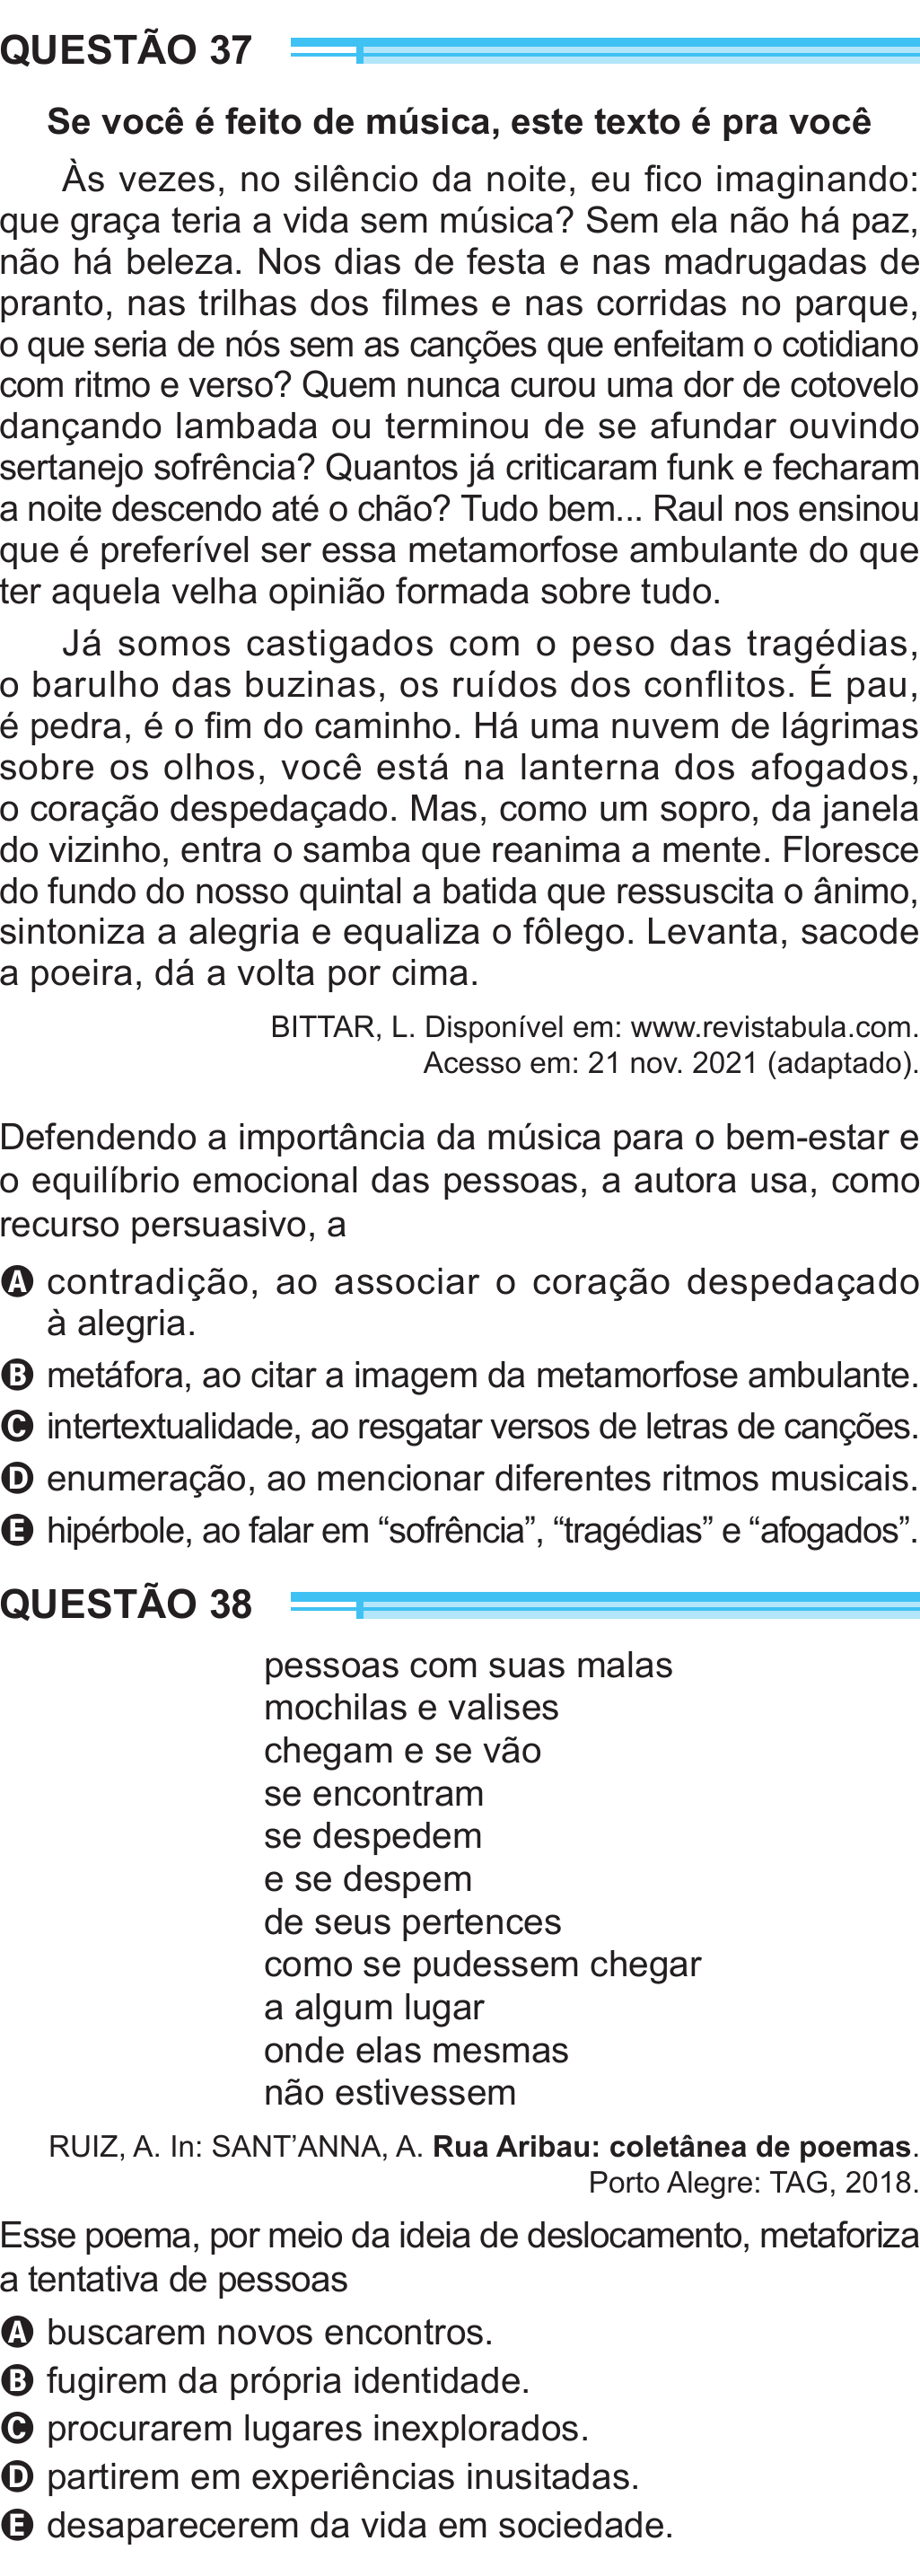 QUESTÃO 37
Se você é feito de música, este texto é pra você
Às vezes, no silêncio da noite, eu fico imaginando:
que graça teria a vida sem música? Sem ela não há paz,
não há beleza. Nos dias de festa e nas madrugadas de
pranto, nas trilhas dos filmes e nas corridas no parque,
o que seria de nós sem as canções que enfeitam o cotidiano
com ritmo e verso? Quem nunca curou uma dor de cotovelo
dançando lambada ou terminou de se afundar ouvindo
sertanejo sofrência? Quantos já criticaram funk e fecharam
a noite descendo até o chão? Tudo bem... Raul nos ensinou
que é preferível ser essa metamorfose ambulante do que
ter aquela velha opinião formada sobre tudo.
Já somos castigados com o peso das tragédias,
o barulho das buzinas, os ruídos dos conflitos. É pau,
é pedra, é o fim do caminho. Há uma nuvem de lágrimas
sobre os olhos, você está na lanterna dos afogados,
o coração despedaçado. Mas, como um sopro, da janela
do vizinho, entra o samba que reanima a mente. Floresce
do fundo do nosso quintal a batida que ressuscita o ânimo,
sintoniza a alegria e equaliza o fôlego. Levanta, sacode
a poeira, dá a volta por cima.
BITTAR, L. Disponível em: www.revistabula.com.
Acesso em: 21 nov. 2021 (adaptado).
Defendendo a importância da música para o bem-estar e
o equilíbrio emocional das pessoas, a autora usa, como
recurso persuasivo, a
A contradição, ao associar o coração despedaçado
à alegria.
B metáfora, ao citar a imagem da metamorfose ambulante.
C intertextualidade, ao resgatar versos de letras de canções.
D enumeração, ao mencionar diferentes ritmos musicais.
E hipérbole, ao falar em “sofrência”, “tragédias” e “afogados”.
QUESTÃO 38
pessoas com suas malas
mochilas e valises
chegam e se vão
se encontram
se despedem
e se despem
de seus pertences
como se pudessem chegar
a algum lugar
onde elas mesmas
não estivessem
RUIZ, A. In: SANT’ANNA, A. Rua Aribau: coletânea de poemas.
Porto Alegre: TAG, 2018.
Esse poema, por meio da ideia de deslocamento, metaforiza
a tentativa de pessoas
A buscarem novos encontros.
B fugirem da própria identidade.
C procurarem lugares inexplorados.
D partirem em experiências inusitadas.
E desaparecerem da vida em sociedade.